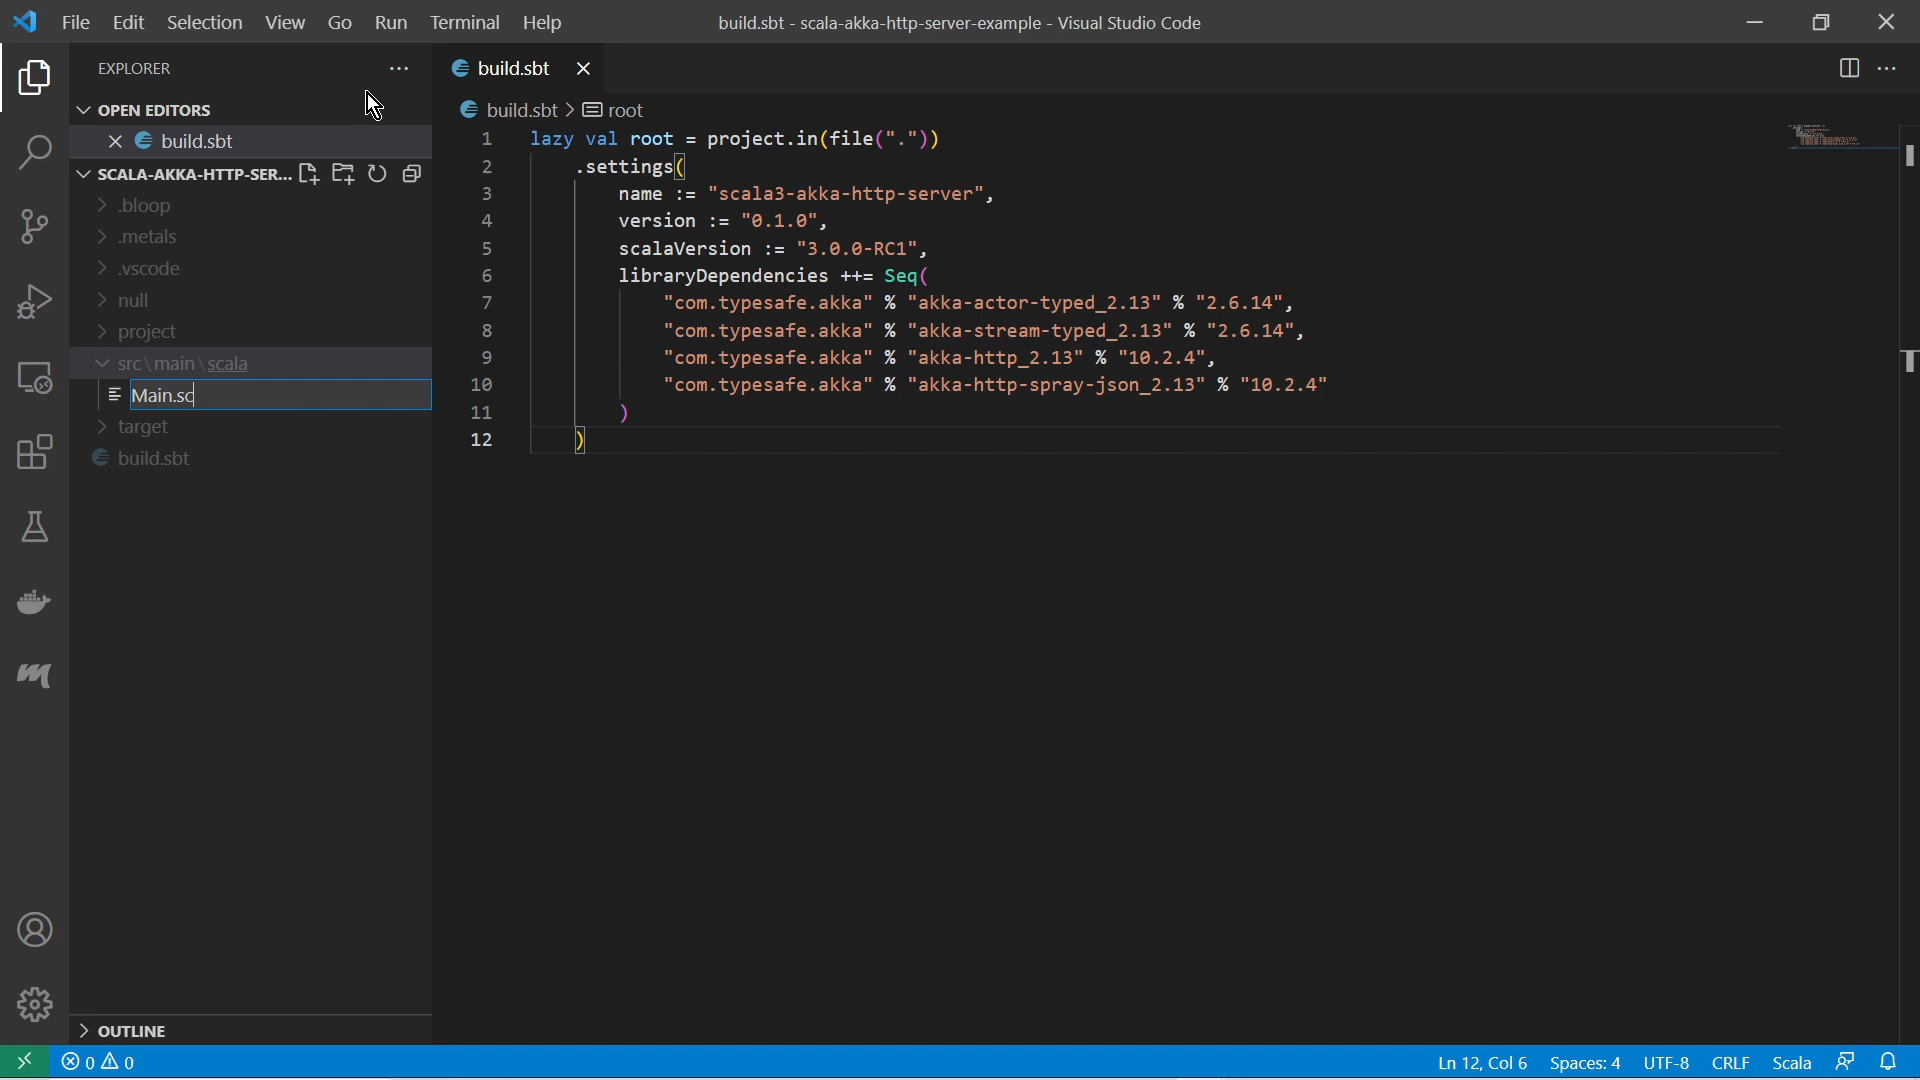 File Edit Selection View Go Run Terminal Help
build.sbt - scala-akka-http-server-example - Visual Studio Code
EXPLORER
OPEN EDITORS
build.sbt
SCALA-AKKA-HTTP-SER...
.bloop
.metals
.vscode
null
project
src\main\scala
Main.sc
target
build.sbt
OUTLINE
build.sbt
build.sbt > root
1 lazy val root = project.in(file("."))
2 .settings(
3 name := "scala3-akka-http-server",
4 version := "0.1.0",
5 scalaVersion := "3.0.0-RC1",
6 libraryDependencies ++= Seq(
7 "com.typesafe.akka" % "akka-actor-typed_2.13" % "2.6.14",
8 "com.typesafe.akka" % "akka-stream-typed_2.13" % "2.6.14",
9 "com.typesafe.akka" % "akka-http_2.13" % "10.2.4",
10 "com.typesafe.akka" % "akka-http-spray-json_2.13" % "10.2.4"
11 )
12 )
0 0
Ln 12, Col 6 Spaces: 4 UTF-8 CRLF Scala